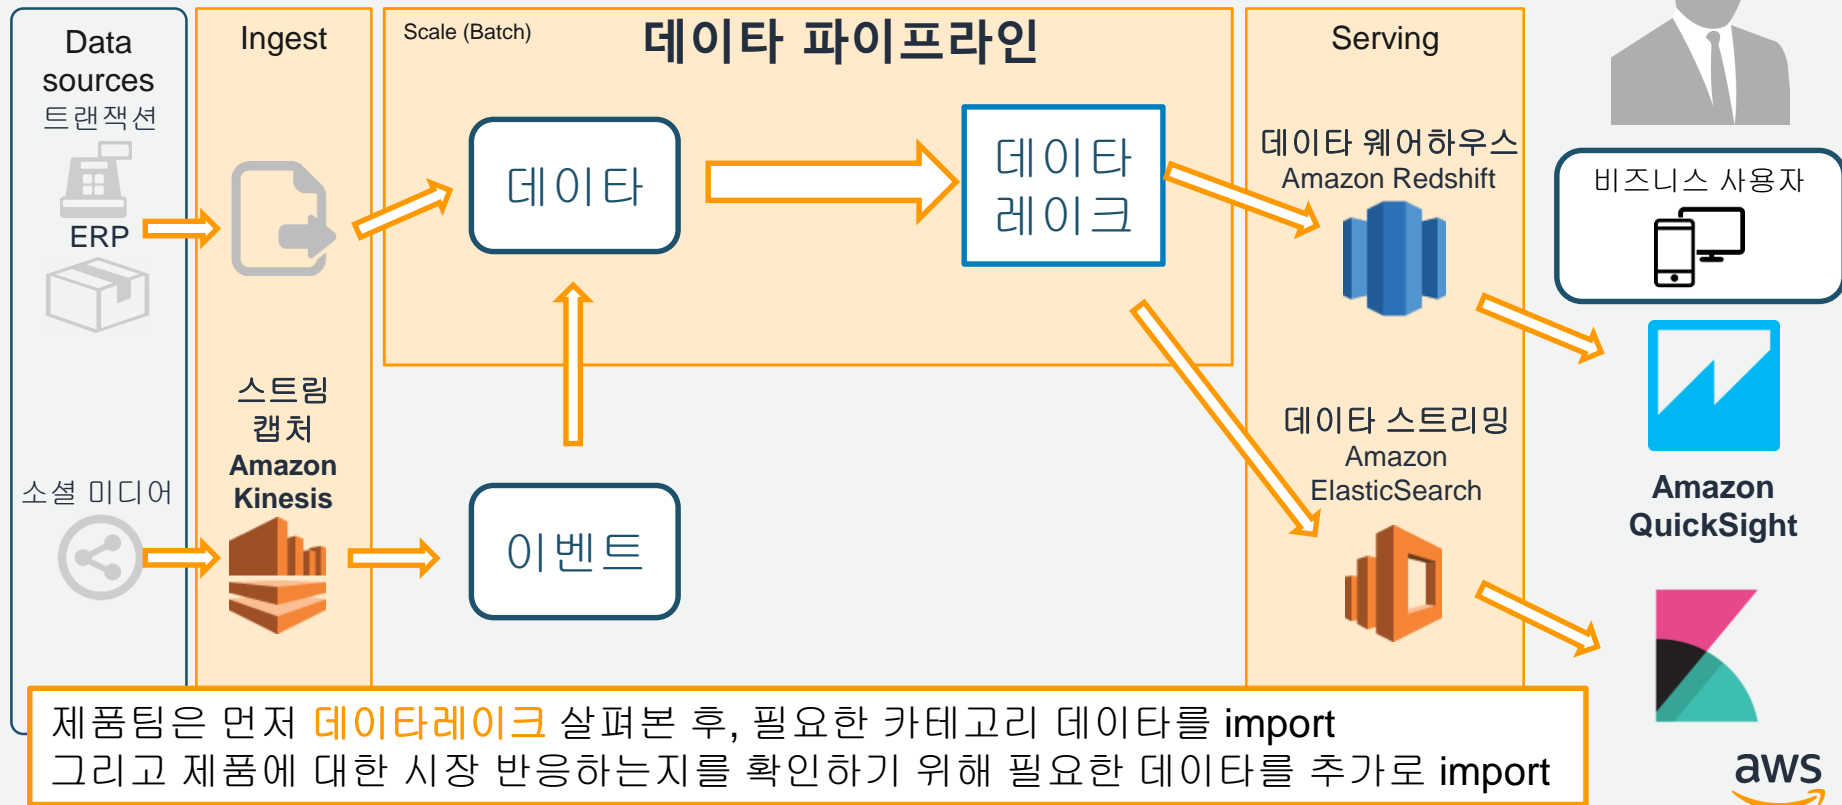 Data
sources
트랜잭션
ERP
소셜 미디어
Ingest
스트림
캡처
Amazon
Kinesis
Scale (Batch)
데이타 파이프라인
데이타
데이타
레이크
이벤트
Serving
데이타 웨어하우스
Amazon Redshift
데이타 스트리밍
Amazon
ElasticSearch
비즈니스 사용자
Amazon
QuickSight
제품팀은 먼저 데이타레이크 살펴본 후, 필요한 카테고리 데이타를 import
그리고 제품에 대한 시장 반응하는지를 확인하기 위해 필요한 데이타를 추가로 import
aws